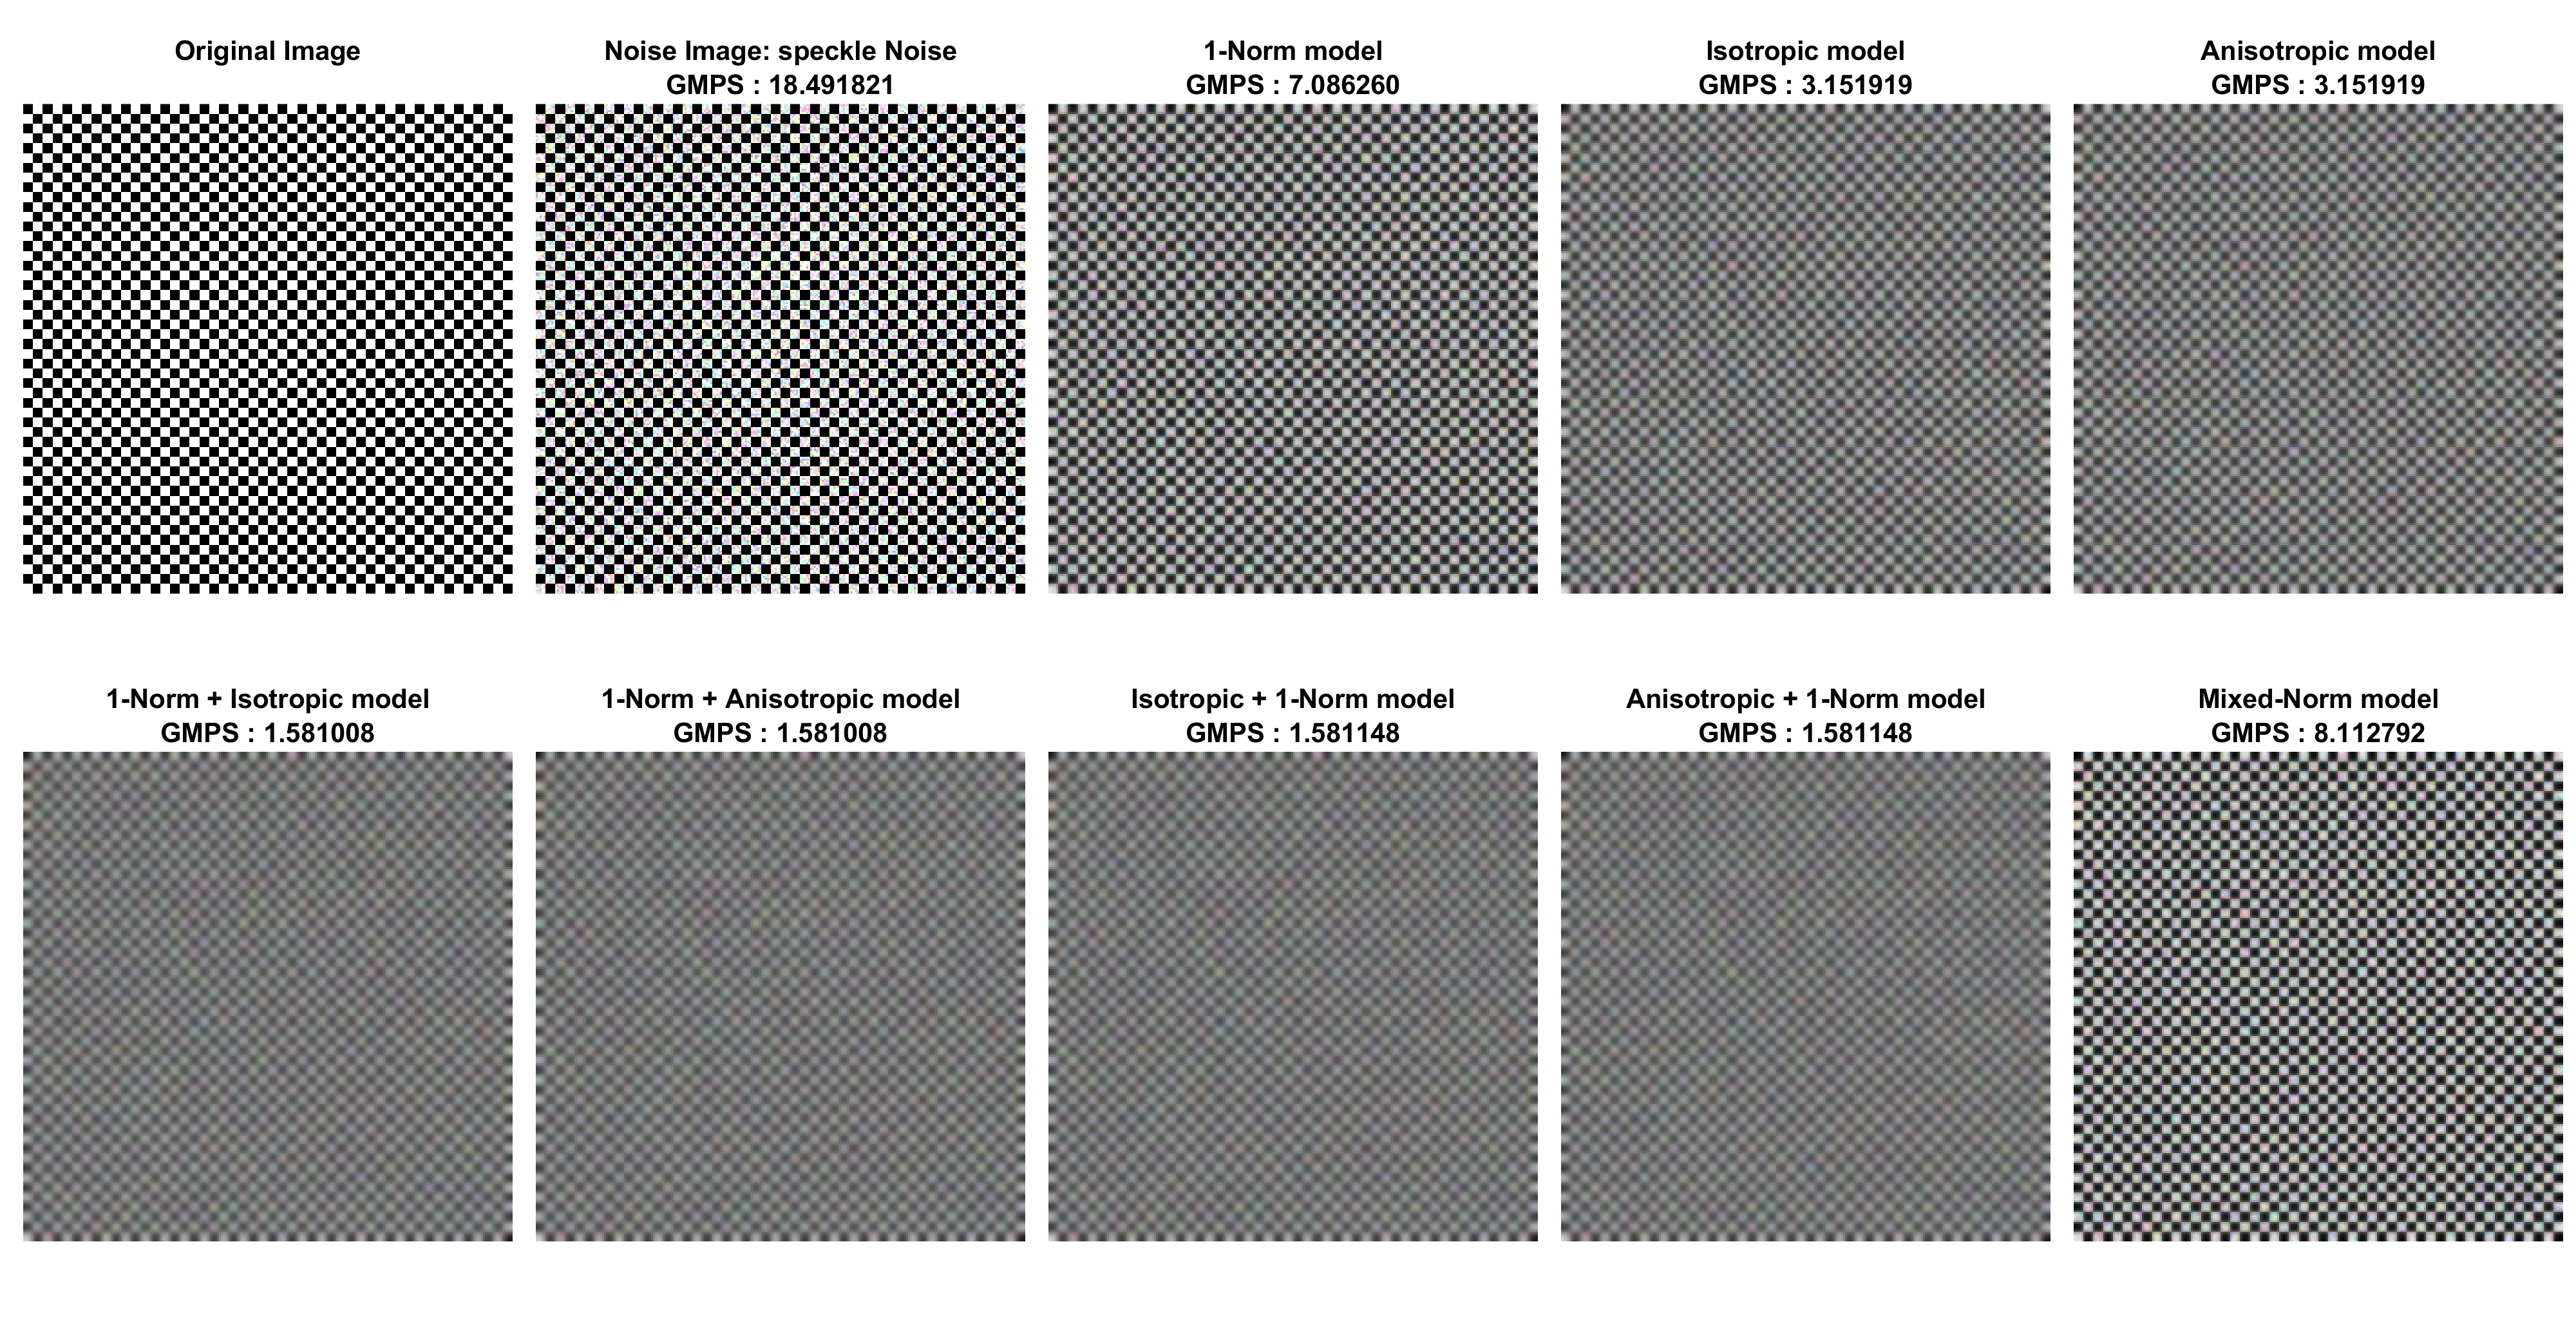 Original Image
Noise Image: speckle Noise
GMPS : 18.491821
1-Norm model
GMPS : 7.086260
Isotropic model
GMPS : 3.151919
Anisotropic model
GMPS : 3.151919
1-Norm + Isotropic model
GMPS : 1.581008
1-Norm + Anisotropic model
GMPS : 1.581008
Isotropic + 1-Norm model
GMPS : 1.581148
Anisotropic + 1-Norm model
GMPS : 1.581148
Mixed-Norm model
GMPS : 8.112792